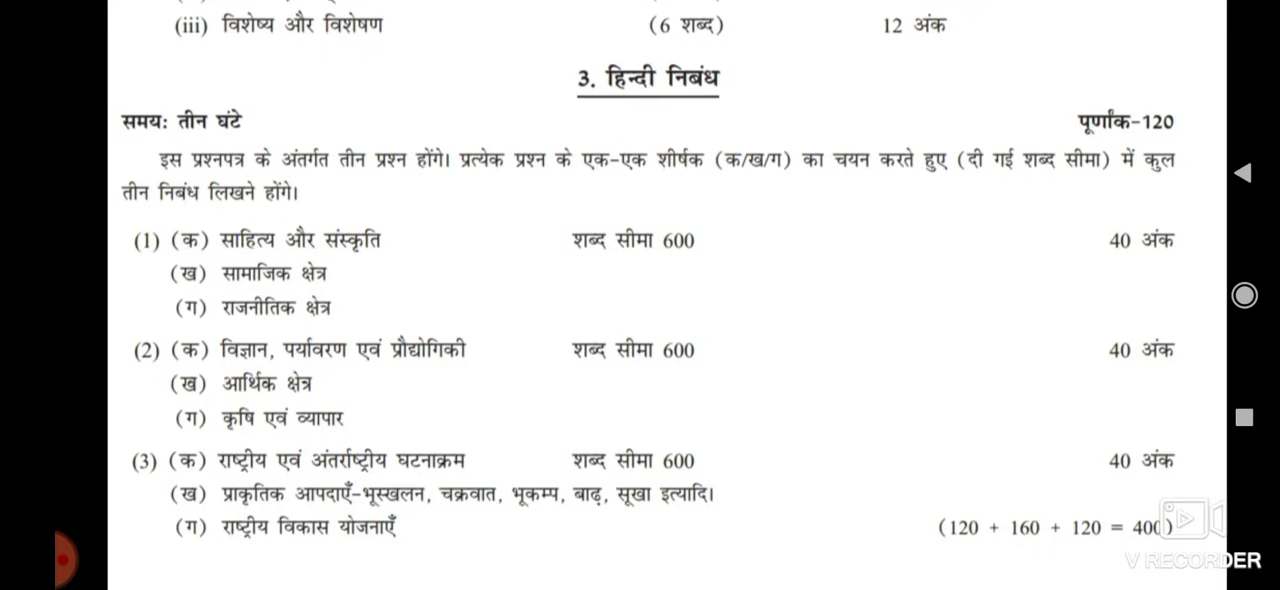 (iii) विशेष्य और विशेषण (6 शब्द) 12 अंक
3. हिन्दी निबंध
समयः तीन घंटे पूर्णांक-120
इस प्रश्नपत्र के अंतर्गत तीन प्रश्न होंगे। प्रत्येक प्रश्न के एक-एक शीर्षक (क/ख/ग) का चयन करते हुए (दी गई शब्द सीमा) में कुल
तीन निबंध लिखने होंगे।
(1) (क) साहित्य और संस्कृति शब्द सीमा 600 40 अंक
(ख) सामाजिक क्षेत्र
(ग) राजनीतिक क्षेत्र
(2) (क) विज्ञान, पर्यावरण एवं प्रौद्योगिकी शब्द सीमा 600 40 अंक
(ख) आर्थिक क्षेत्र
(ग) कृषि एवं व्यापार
(3) (क) राष्ट्रीय एवं अंतर्राष्ट्रीय घटनाक्रम शब्द सीमा 600 40 अंक
(ख) प्राकृतिक आपदाएँ-भूस्खलन, चक्रवात, भूकम्प, बाढ़, सूखा इत्यादि।
(ग) राष्ट्रीय विकास योजनाएँ (120 + 160 + 120 = 400)
V RECORDER